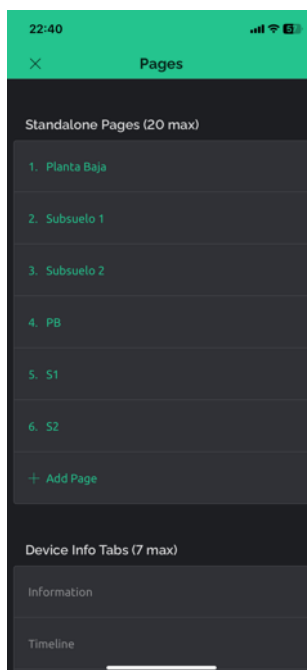 22:40
Pages
Standalone Pages (20 max)
1. Planta Baja
2. Subsuelo 1
3. Subsuelo 2
4. PB
5. S1
6. S2
+ Add Page
Device Info Tabs (7 max)
Information
Timeline